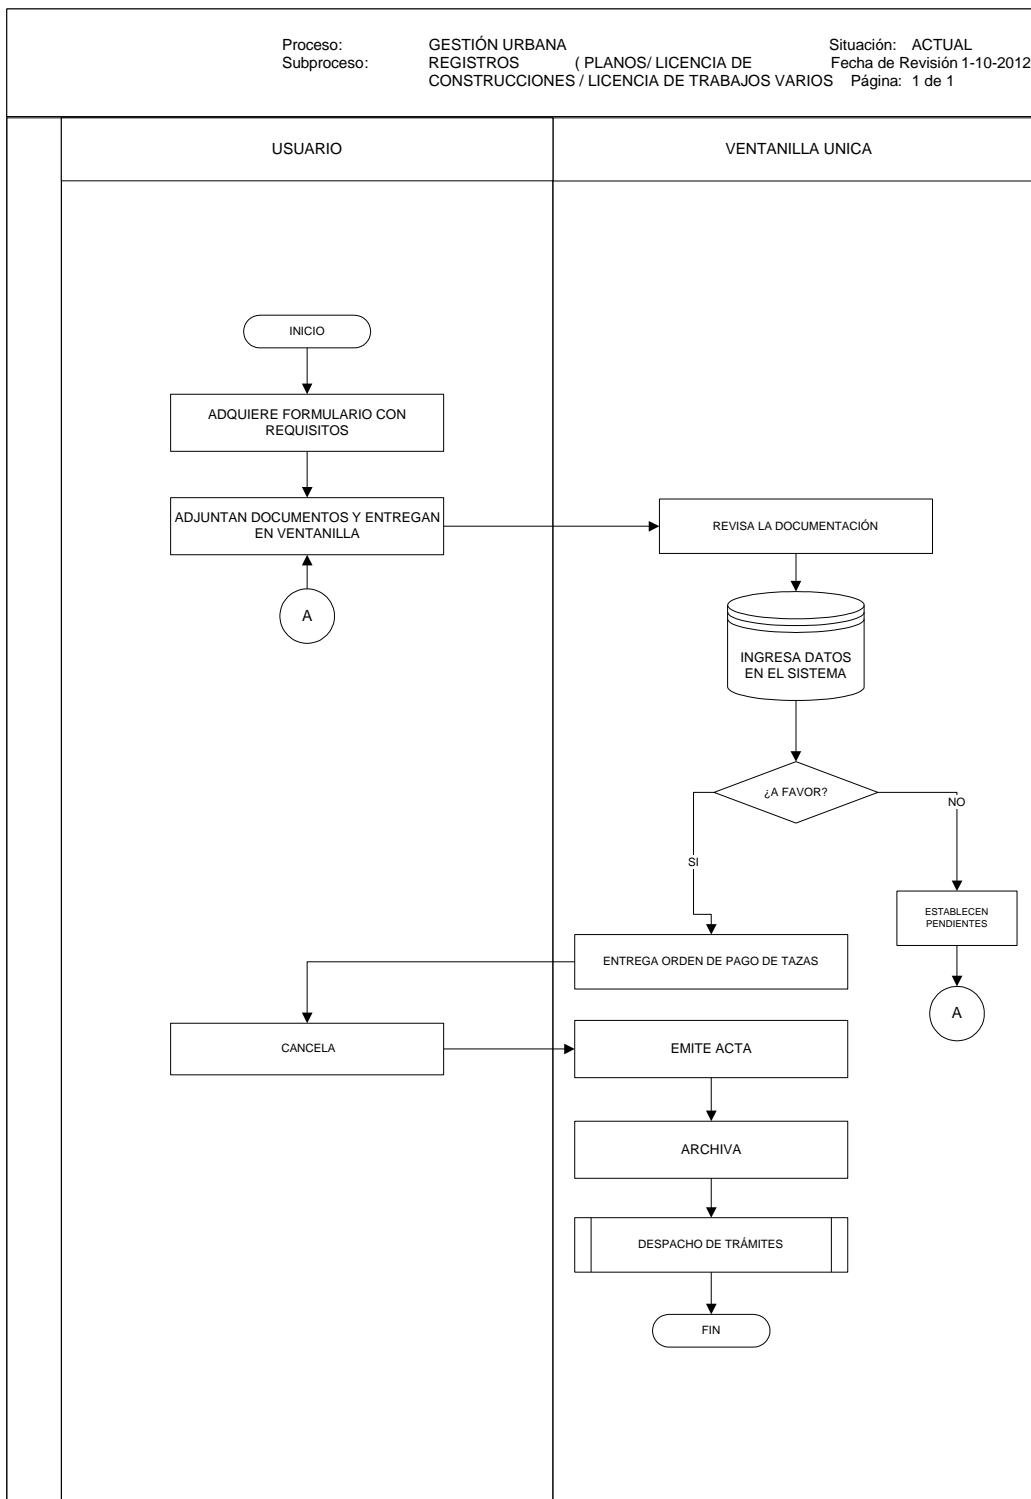 Proceso: GESTIÓN URBANA Situación: ACTUAL
Subproceso: REGISTROS ( PLANOS/ LICENCIA DE Fecha de Revisión 1-10-2012
CONSTRUCCIONES / LICENCIA DE TRABAJOS VARIOS Página: 1 de 1
USUARIO
VENTANILLA UNICA
INICIO
ADQUIERE FORMULARIO CON
REQUISITOS
ADJUNTAN DOCUMENTOS Y ENTREGAN
EN VENTANILLA
REVISA LA DOCUMENTACIÓN
A
INGRESA DATOS
EN EL SISTEMA
¿A FAVOR?
NO
SI
ESTABLECEN
PENDIENTES
ENTREGA ORDEN DE PAGO DE TAZAS
A
CANCELA
EMITE ACTA
ARCHIVA
DESPACHO DE TRÁMITES
FIN